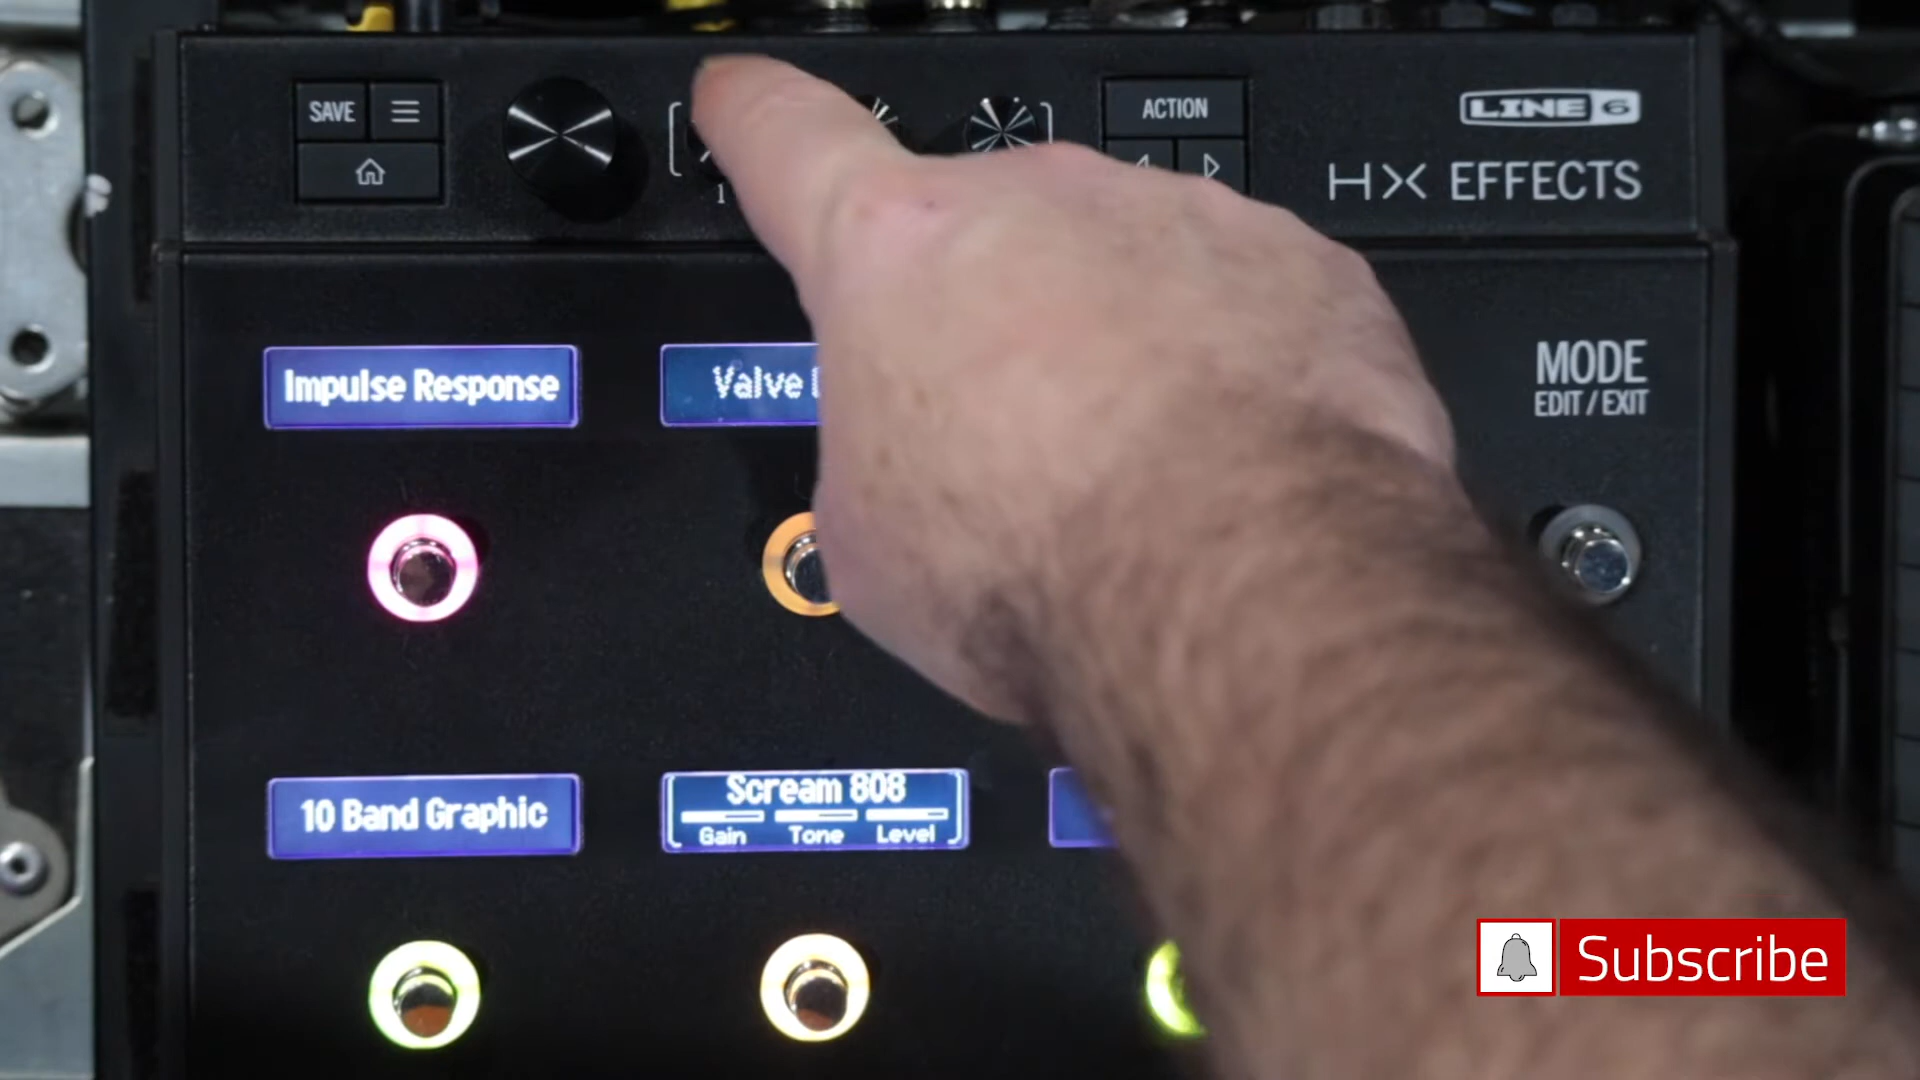 SAVE
ACTION
LINE 6
HX EFFECTS
1
Impulse Response
Valve
MODE
EDIT / EXIT
10 Band Graphic
Scream 808
Gain Tone Level
Subscribe